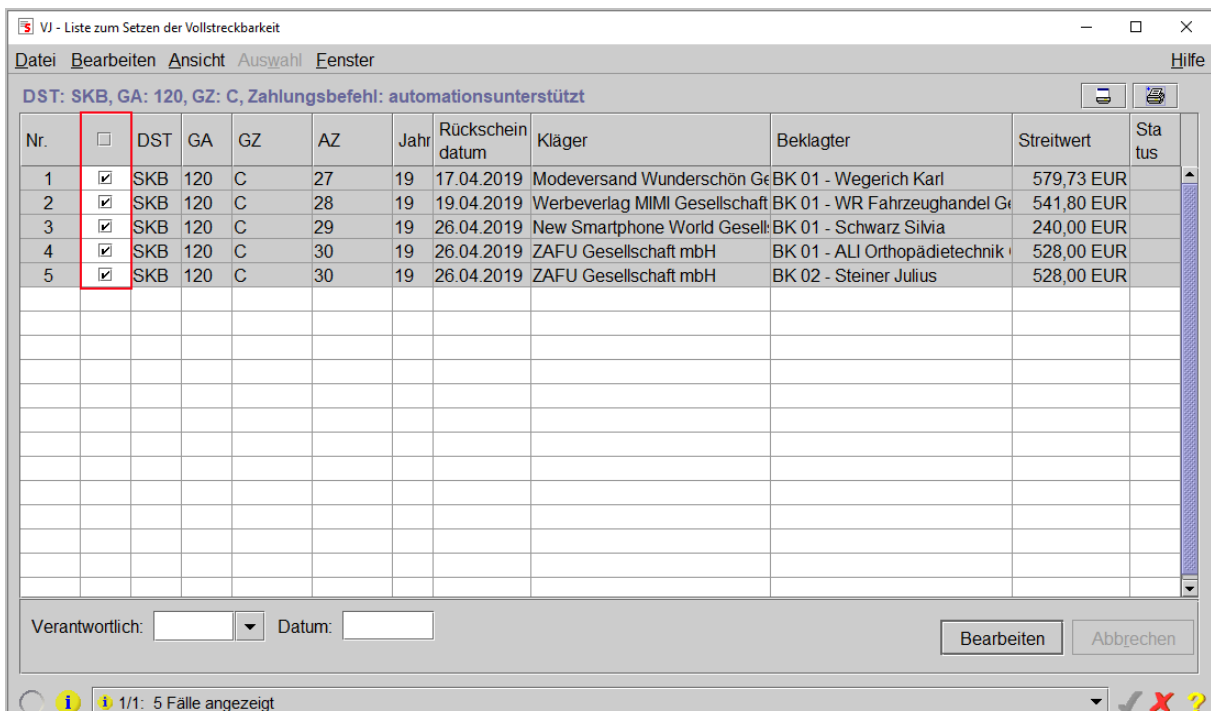 VJ - Liste zum Setzen der Vollstreckbarkeit
Datei Bearbeiten Ansicht Auswahl Fenster Hilfe
DST: SKB, GA: 120, GZ: C, Zahlungsbefehl: automationsunterstützt
Nr. DST GA GZ AZ Jahr Rückschein datum Kläger Beklagter Streitwert Sta tus
1 SKB 120 C 27 19 17.04.2019 Modeversand Wunderschön Ge BK 01 - Wegerich Karl 579,73 EUR
2 SKB 120 C 28 19 19.04.2019 Werbeverlag MIMI Gesellschaft BK 01 - WR Fahrzeughandel Ge 541,80 EUR
3 SKB 120 C 29 19 26.04.2019 New Smartphone World Gesells BK 01 - Schwarz Silvia 240,00 EUR
4 SKB 120 C 30 19 26.04.2019 ZAFU Gesellschaft mbH BK 01 - ALI Orthopädietechnik 528,00 EUR
5 SKB 120 C 30 19 26.04.2019 ZAFU Gesellschaft mbH BK 02 - Steiner Julius 528,00 EUR
Verantwortlich: Datum:
Bearbeiten Abbrechen
1/1: 5 Fälle angezeigt